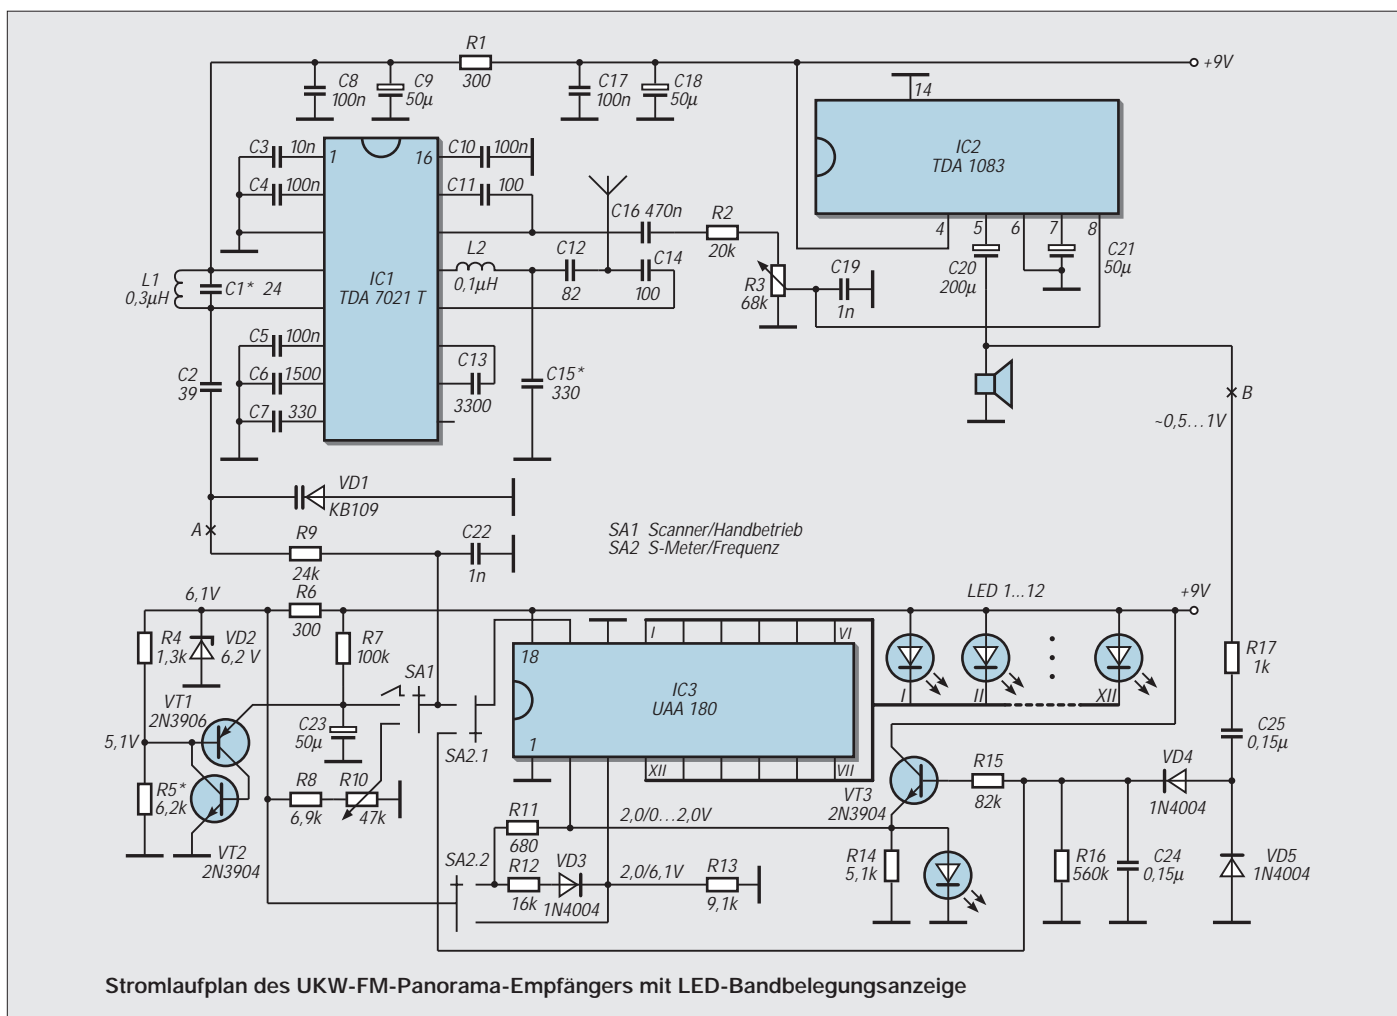 R1
300
+9V
C8
100n
C9
50µ
C17
100n
C18
50µ
14
IC2
TDA 1083
4
5
6
7
8
C3 10n
C4 100n
1
16
C10 100n
C11 100
C16 470n
R2
20k
L2
0,1µH
C12
82
C14
100
IC1
TDA 7021 T
L1
0,3µH
C1* 24
R3
68k
C19
1n
C20
200µ
C21
50µ
C5 100n
C6 1500
C7 330
C2
39
C13
3300
C15*
330
B
~0,5...1V
VD1
KB109
A
R9
24k
C22
1n
SA1 Scanner/Handbetrieb
SA2 S-Meter/Frequenz
6,1V
R6
300
LED 1...12
+9V
R4
1,3k
VD2
6,2 V
R7
100k
SA1
18
I
VI
IC3
UAA 180
1
XII
VII
I
II
XII
R17
1k
VT1
2N3906
5,1V
C23
50µ
SA2.1
C25
0,15µ
R5*
6,2k
R8
6,9k
R10
47k
VT2
2N3904
R11
680
2,0/0...2,0V
VT3
2N3904
R15
82k
VD4
1N4004
SA2.2
R12
16k
VD3
1N4004
2,0/6,1V
R13
9,1k
R14
5,1k
R16
560k
C24
0,15µ
VD5
1N4004
Stromlaufplan des UKW-FM-Panorama-Empfängers mit LED-Bandbelegungsanzeige